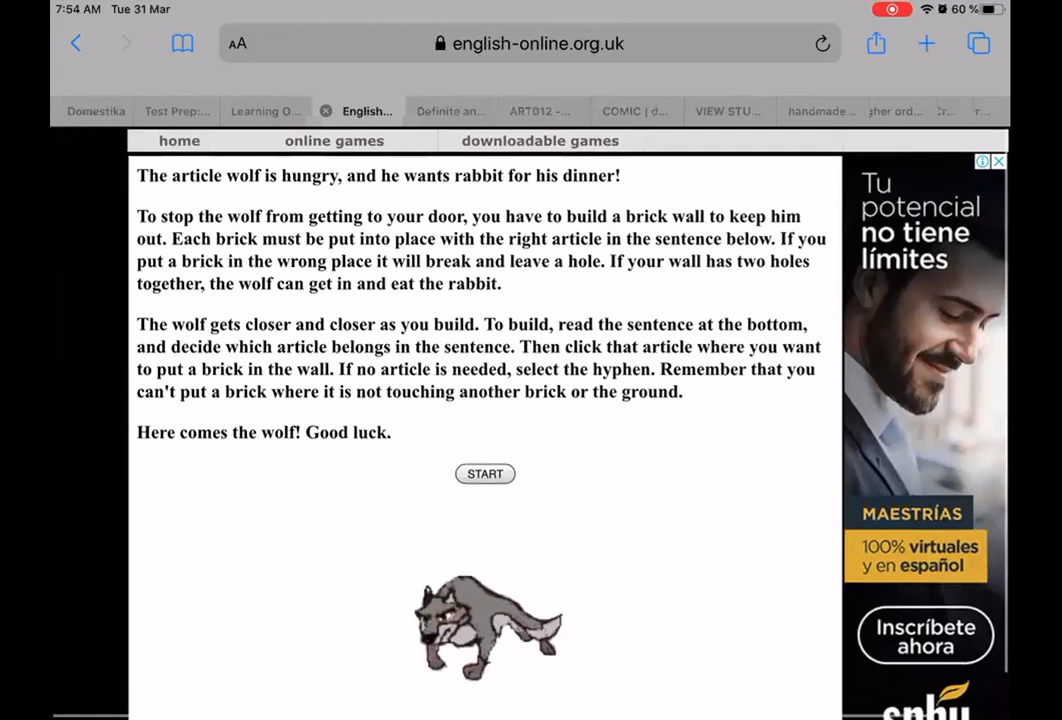 7:54 AM Tue 31 Mar
60 %
AA
english-online.org.uk
Domestika
Test Prep:...
Learning O...
English...
Definite an...
ART012 -...
COMIC | d...
VIEW STU...
handmade...
home
online games
downloadable games
The article wolf is hungry, and he wants rabbit for his dinner!
To stop the wolf from getting to your door, you have to build a brick wall to keep him
out. Each brick must be put into place with the right article in the sentence below. If you
put a brick in the wrong place it will break and leave a hole. If your wall has two holes
together, the wolf can get in and eat the rabbit.
The wolf gets closer and closer as you build. To build, read the sentence at the bottom,
and decide which article belongs in the sentence. Then click that article where you want
to put a brick in the wall. If no article is needed, select the hyphen. Remember that you
can't put a brick where it is not touching another brick or the ground.
Here comes the wolf! Good luck.
START
Tu
potencial
no tiene
límites
MAESTRÍAS
100% virtuales
y en español
Inscríbete
ahora
snhu